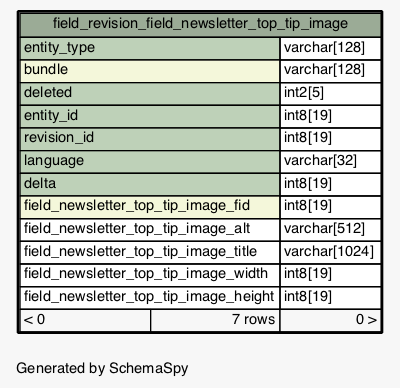 field_revision_field_newsletter_top_tip_image
entity_type varchar[128]
bundle varchar[128]
deleted int2[5]
entity_id int8[19]
revision_id int8[19]
language varchar[32]
delta int8[19]
field_newsletter_top_tip_image_fid int8[19]
field_newsletter_top_tip_image_alt varchar[512]
field_newsletter_top_tip_image_title varchar[1024]
field_newsletter_top_tip_image_width int8[19]
field_newsletter_top_tip_image_height int8[19]
< 0 7 rows 0 >
Generated by SchemaSpy